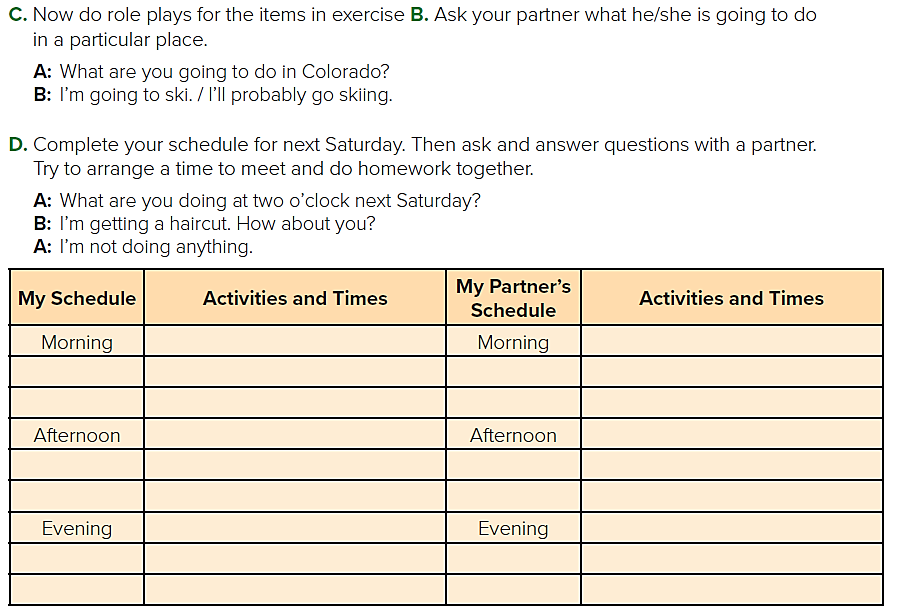 C. Now do role plays for the items in exercise B. Ask your partner what he/she is going to do
in a particular place.
A: What are you going to do in Colorado?
B: I'm going to ski. / I'll probably go skiing.
D. Complete your schedule for next Saturday. Then ask and answer questions with a partner.
Try to arrange a time to meet and do homework together.
A: What are you doing at two o'clock next Saturday?
B: I'm getting a haircut. How about you?
A: I'm not doing anything.
My Schedule Activities and Times My Partner's Schedule Activities and Times
Morning Morning
Afternoon Afternoon
Evening Evening